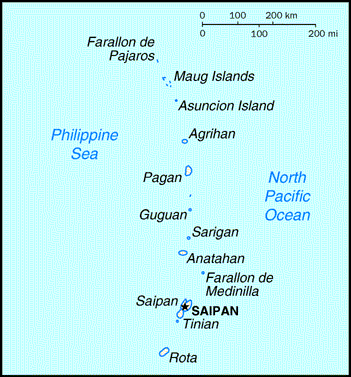 0 100 200 km
0 100 200 mi
Farallon de
Pajaros
Maug Islands
Asuncion Island
Philippine
Sea
Agrihan
Pagan
North
Pacific
Ocean
Guguan
Sarigan
Anatahan
Farallon de
Medinilla
Saipan
SAIPAN
Tinian
Rota